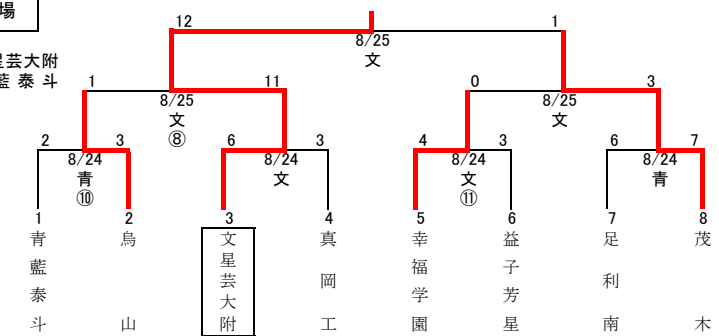 場
星芸大附
藍泰斗
12
1
8/25
文
1
11
8/25
文
⑧
0
3
8/25
文
2
3
8/24
青
⑩
6
3
8/24
文
4
3
8/24
文
⑪
6
7
8/24
青
1
2
3
4
5
6
7
8
青藍泰斗
烏山
文星芸大附
真岡工
幸福学園
益子芳星
足利南
茂木